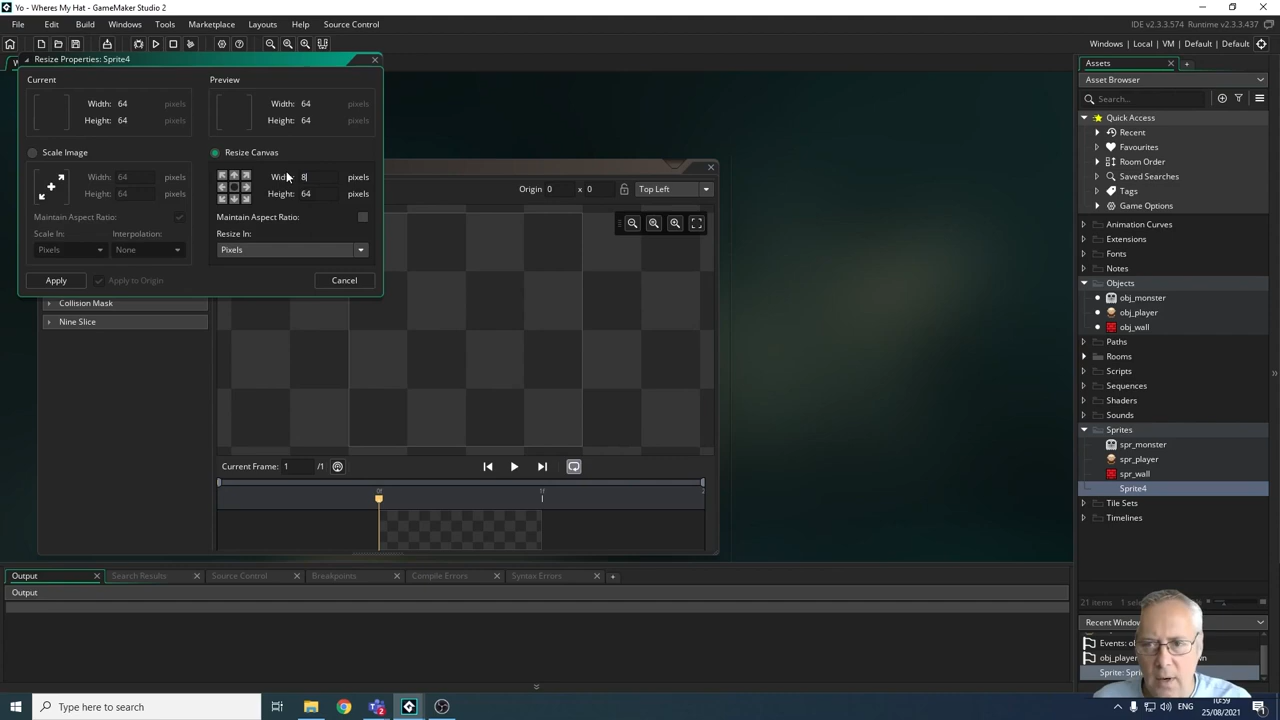 Yo - Wheres My Hat - GameMaker Studio 2
File Edit Build Windows Tools Marketplace Layouts Help Source Control
IDE v2.3.3.574 Runtime v2.3.3.437
Windows | Local | VM | Default | Default
Resize Properties: Sprite4
Current
Width: 64 pixels
Height: 64 pixels
Preview
Width: 64 pixels
Height: 64 pixels
Scale Image
Width: 64 pixels
Height: 64 pixels
Maintain Aspect Ratio:
Scale In: Interpolation:
Pixels None
Resize Canvas
Width: 8 pixels
Height: 64 pixels
Maintain Aspect Ratio:
Resize In:
Pixels
Apply
Apply to Origin
Cancel
Origin 0 x 0 Top Left
Collision Mask
Nine Slice
Current Frame: 1 /1
0f 1f 2
Assets
Asset Browser
Search...
Quick Access
Recent
Favourites
Room Order
Saved Searches
Tags
Game Options
Animation Curves
Extensions
Fonts
Notes
Objects
obj_monster
obj_player
obj_wall
Paths
Rooms
Scripts
Sequences
Shaders
Sounds
Sprites
spr_monster
spr_player
spr_wall
Sprite4
Tile Sets
Timelines
21 items
Recent Window
Events:
Output Search Results Source Control Breakpoints Compile Errors Syntax Errors
Output
Type here to search
ENG
10:59
25/08/2021